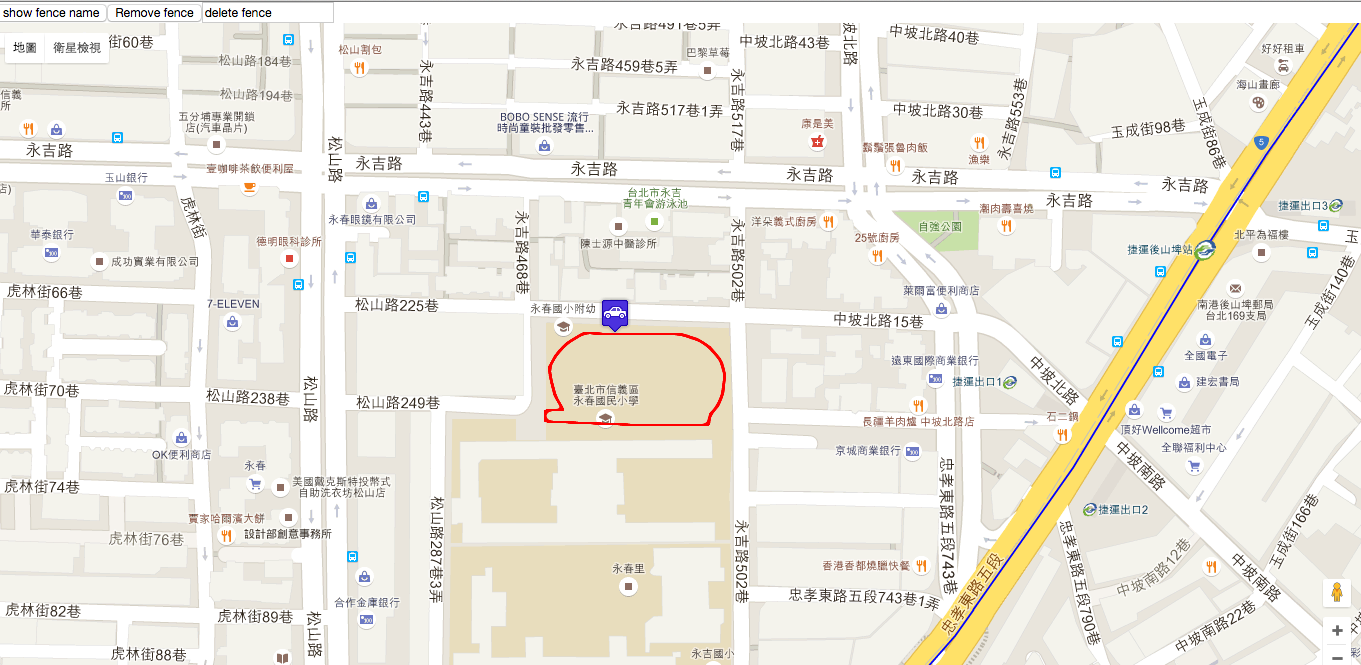 show fence name
Remove fence
delete fence
地圖
衛星檢視
街60巷
松山路184巷
松山路194巷
信義
所
五分埔專業開鎖
店(汽車晶片)
永吉路
壹咖啡茶飲便利屋
玉山銀行
虎林街
華泰銀行
成功實業有限公司
德明眼科診所
虎林街66巷
7-ELEVEN
虎林街70巷
松山路238巷
OK便利商店
永春
虎林街74巷
美國戴克斯特投幣式
自助洗衣坊松山店
賈家哈爾濱大餅
設計部創意事務所
虎林街76巷
虎林街82巷
虎林街89巷
虎林街88巷
合作金庫銀行
松山路
松山路
松山路
松山割包
永吉路443巷
永吉路459巷5弄
永吉路491巷5弄
巴黎草莓
永吉路517巷1弄
永吉路517巷
BOBO SENSE 流行
時尚童裝批發零售...
永吉路
永吉路
永吉路
永吉路
永吉路
永吉路
永春眼鏡有限公司
永吉路468巷
台北市永吉
青年會游泳池
陳士源中醫診所
永吉路502巷
松山路225巷
永春國小附幼
臺北市信義區
永春國民小學
松山路249巷
松山路287巷33弄
永春里
永吉路502巷
永吉國小
中坡北路43巷
坡北路
中坡北路40巷
中坡北路30巷
永吉路553巷
康是美
鬍鬚張魯肉飯
漁樂
玉成街98巷
玉成街86巷
好好租車
海山畫廊
5
洋朵義式廚房
25號廚房
自強公園
潮肉壽喜燒
捷運出口3
捷運後山埤站
北平為福樓
玉
萊爾富便利商店
中坡北路15巷
南港後山埤郵局
台北169支局
玉成街140巷
全國電子
建宏書局
遠東國際商業銀行
捷運出口1
中坡北路
長禧羊肉爐 中坡北路店
石二鍋
頂好Wellcome超市
全聯福利中心
京城商業銀行
中坡南路
忠孝東路五段743巷
捷運出口2
忠孝東路五段790巷
玉成街166巷
中坡南路12巷
中坡南路
中坡南路22巷
香港香都燒臘快餐
忠孝東路五段743巷1弄
忠孝東路五段